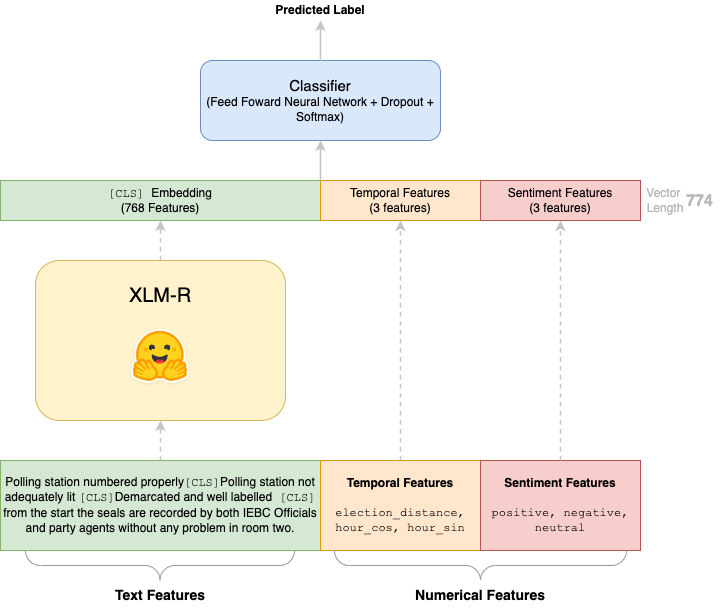 Predicted Label
Classifier
(Feed Foward Neural Network + Dropout +
Softmax)
[CLS] Embedding
(768 Features)
Temporal Features
(3 features)
Sentiment Features
(3 features)
Vector
Length
774
XLM-R
Polling station numbered properly[CLS]Polling station not
adequately lit [CLS]Demarcated and well labelled [CLS]
from the start the seals are recorded by both IEBC Officials
and party agents without any problem in room two.
Temporal Features
election_distance,
hour_cos, hour_sin
Sentiment Features
positive, negative,
neutral
Text Features
Numerical Features